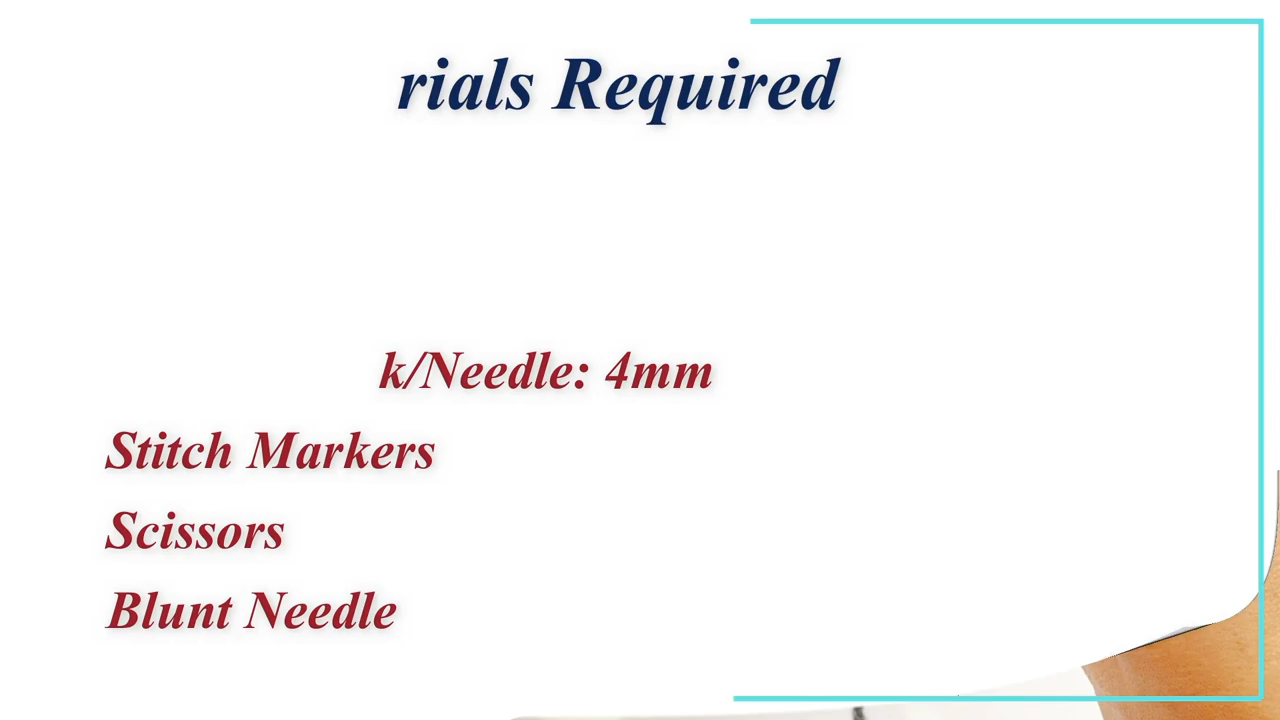 rials Required
k/Needle: 4mm
Stitch Markers
Scissors
Blunt Needle